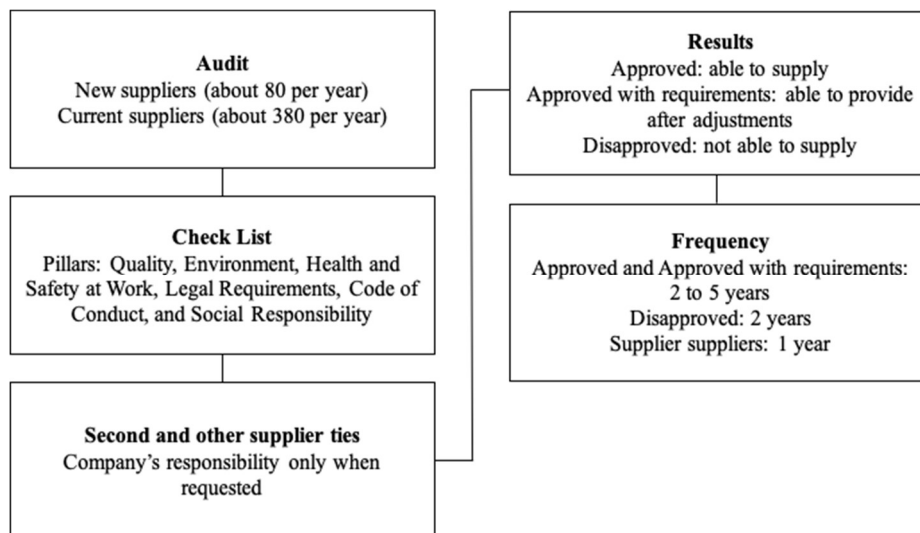 Audit
New suppliers (about 80 per year)
Current suppliers (about 380 per year)
Check List
Pillars: Quality, Environment, Health and
Safety at Work, Legal Requirements, Code of
Conduct, and Social Responsibility
Second and other supplier ties
Company's responsibility only when
requested
Results
Approved: able to supply
Approved with requirements: able to provide
after adjustments
Disapproved: not able to supply
Frequency
Approved and Approved with requirements:
2 to 5 years
Disapproved: 2 years
Supplier suppliers: 1 year